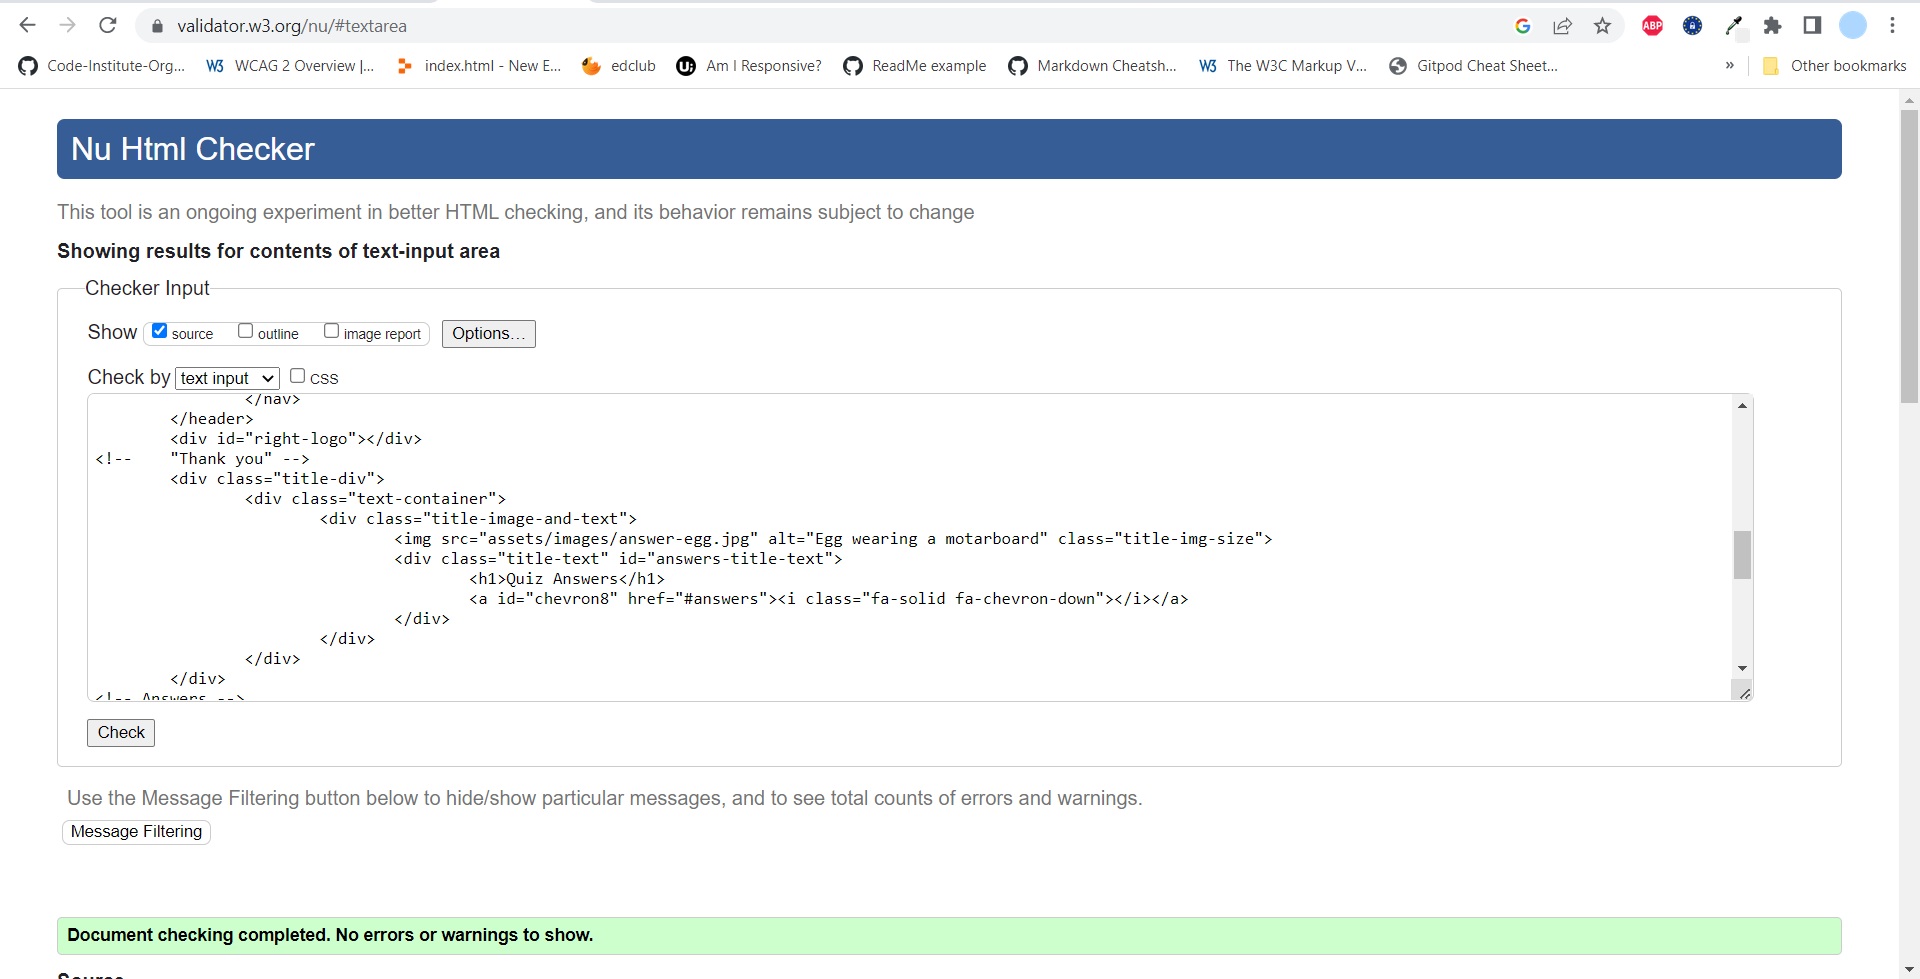 validator.w3.org/nu/#textarea
ABP
Code-Institute-Org... WCAG 2 Overview |... index.html - New E... edclub Am I Responsive? ReadMe example Markdown Cheatsh... The W3C Markup V... Gitpod Cheat Sheet... » Other bookmarks
Nu Html Checker
This tool is an ongoing experiment in better HTML checking, and its behavior remains subject to change
Showing results for contents of text-input area
Checker Input
Show source outline image report Options...
Check by text input CSS
</nav>
</header>
<div id="right-logo"></div>
<!-- "Thank you" -->
<div class="title-div">
<div class="text-container">
<div class="title-image-and-text">
<img src="assets/images/answer-egg.jpg" alt="Egg wearing a motarboard" class="title-img-size">
<div class="title-text" id="answers-title-text">
<h1>Quiz Answers</h1>
<a id="chevron8" href="#answers"><i class="fa-solid fa-chevron-down"></i></a>
</div>
</div>
</div>
</div>
<!-- Answers -->
Check
Use the Message Filtering button below to hide/show particular messages, and to see total counts of errors and warnings.
Message Filtering
Document checking completed. No errors or warnings to show.
Source